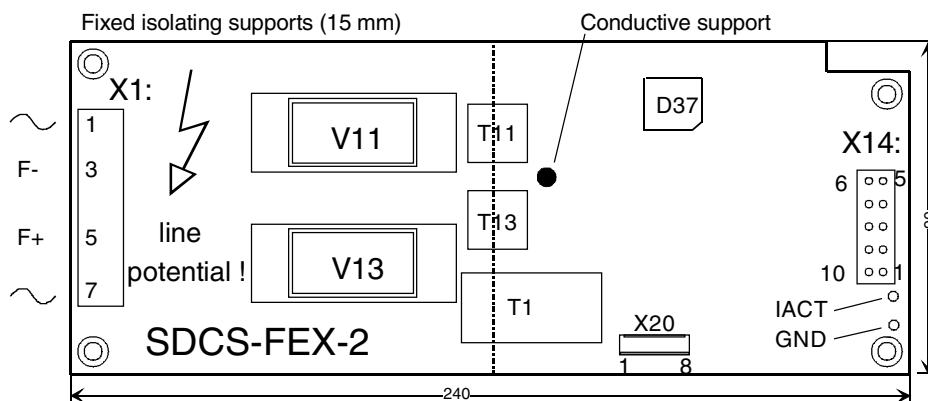 Fixed isolating supports (15 mm)
Conductive support
X1:
1
F-
3
F+
5
7
line
potential !
V11
V13
T11
T13
T1
D37
X14:
6 5
10 1
IACT
GND
X20
1 8
SDCS-FEX-2
240